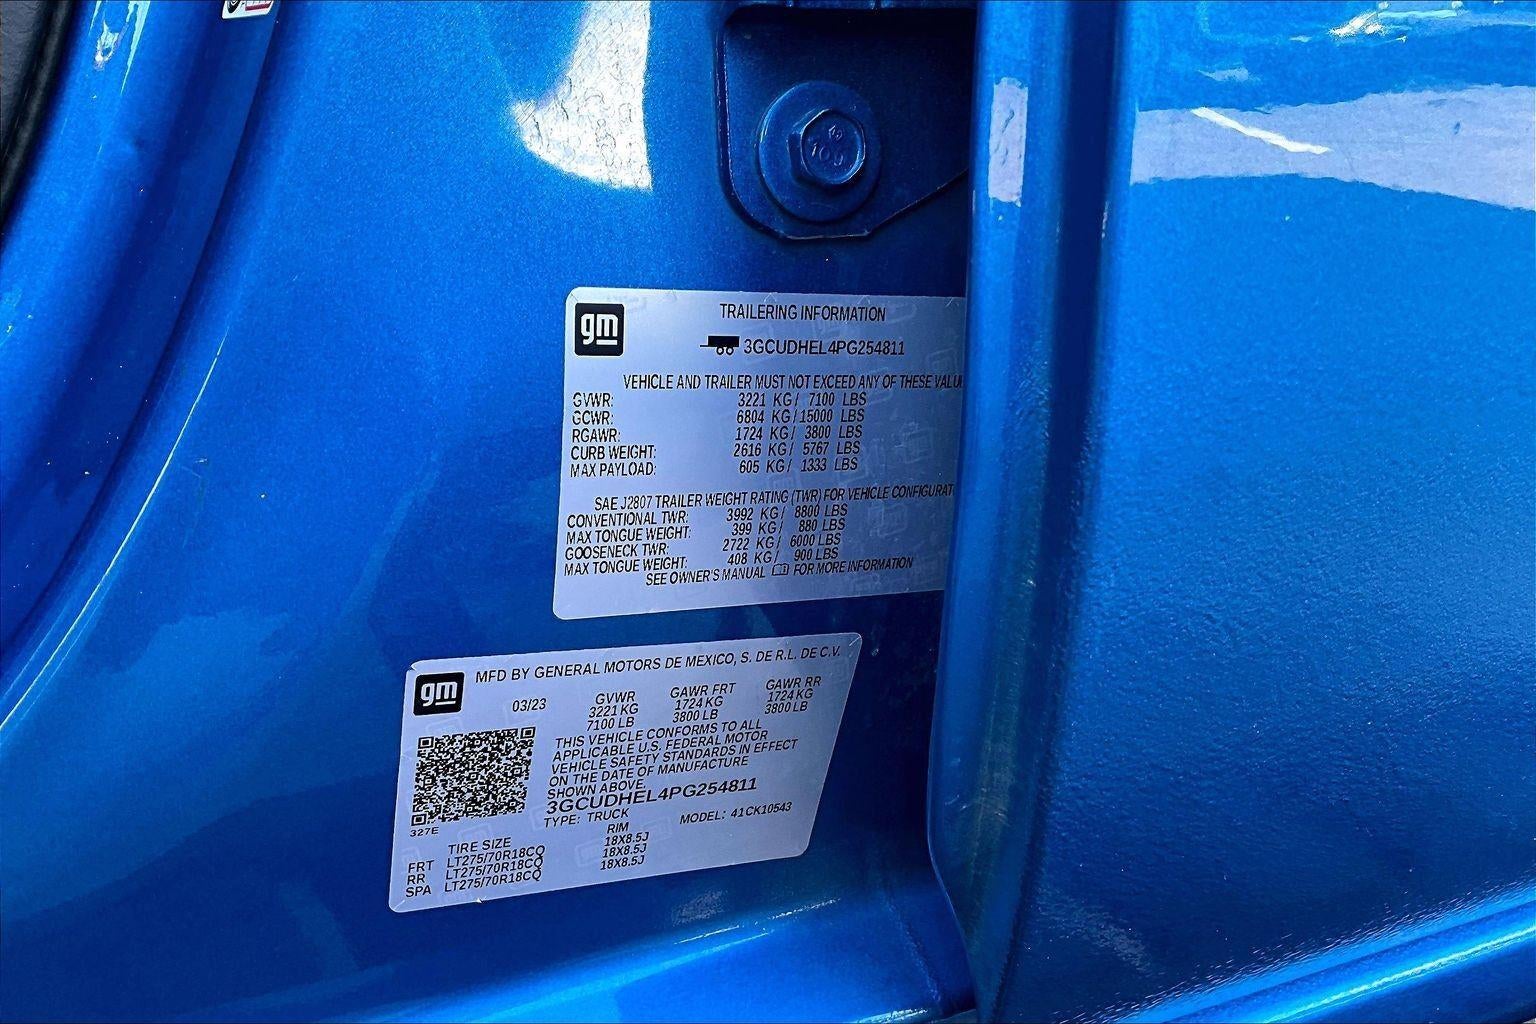 105
gm
TRAILERING INFORMATION
3GCUDHEL4PG254811
VEHICLE AND TRAILER MUST NOT EXCEED ANY OF THESE
GVWR: 3221 KG/ 7100 LBS
GCWR: 6804 KG/15000 LBS
RGAWR: 1724 KG/ 3800 LBS
CURB WEIGHT: 2616 KG/ 5767 LBS
MAX PAYLOAD: 605 KG/ 1333 LBS
SAE J2807 TRAILER WEIGHT RATING (TWR) FOR VEHICLE
CONVENTIONAL TWR: 3992 KG/ 8800 LBS
MAX TONGUE WEIGHT: 399 KG/ 880 LBS
GOOSENECK TWR: 2722 KG/ 6000 LBS
MAX TONGUE WEIGHT: 408 KG/ 900 LBS
SEE OWNER'S MANUAL FOR MORE INFORMATION
gm
MFD BY GENERAL MOTORS DE MEXICO, S. DE R.L. DE C.V.
03/23 GVWR GAWR FRT GAWR RR
3221 KG 1724 KG 1724 KG
7100 LB 3800 LB 3800 LB
THIS VEHICLE CONFORMS TO ALL
APPLICABLE U.S. FEDERAL MOTOR
VEHICLE SAFETY STANDARDS IN EFFECT
ON THE DATE OF MANUFACTURE
SHOWN ABOVE.
3GCUDHEL4PG254811
327E
TYPE: TRUCK MODEL: 41CK10543
TIRE SIZE RIM
FRT LT275/70R18CQ 18X8.5J
RR LT275/70R18CQ 18X8.5J
SPA LT275/70R18CQ 18X8.5J